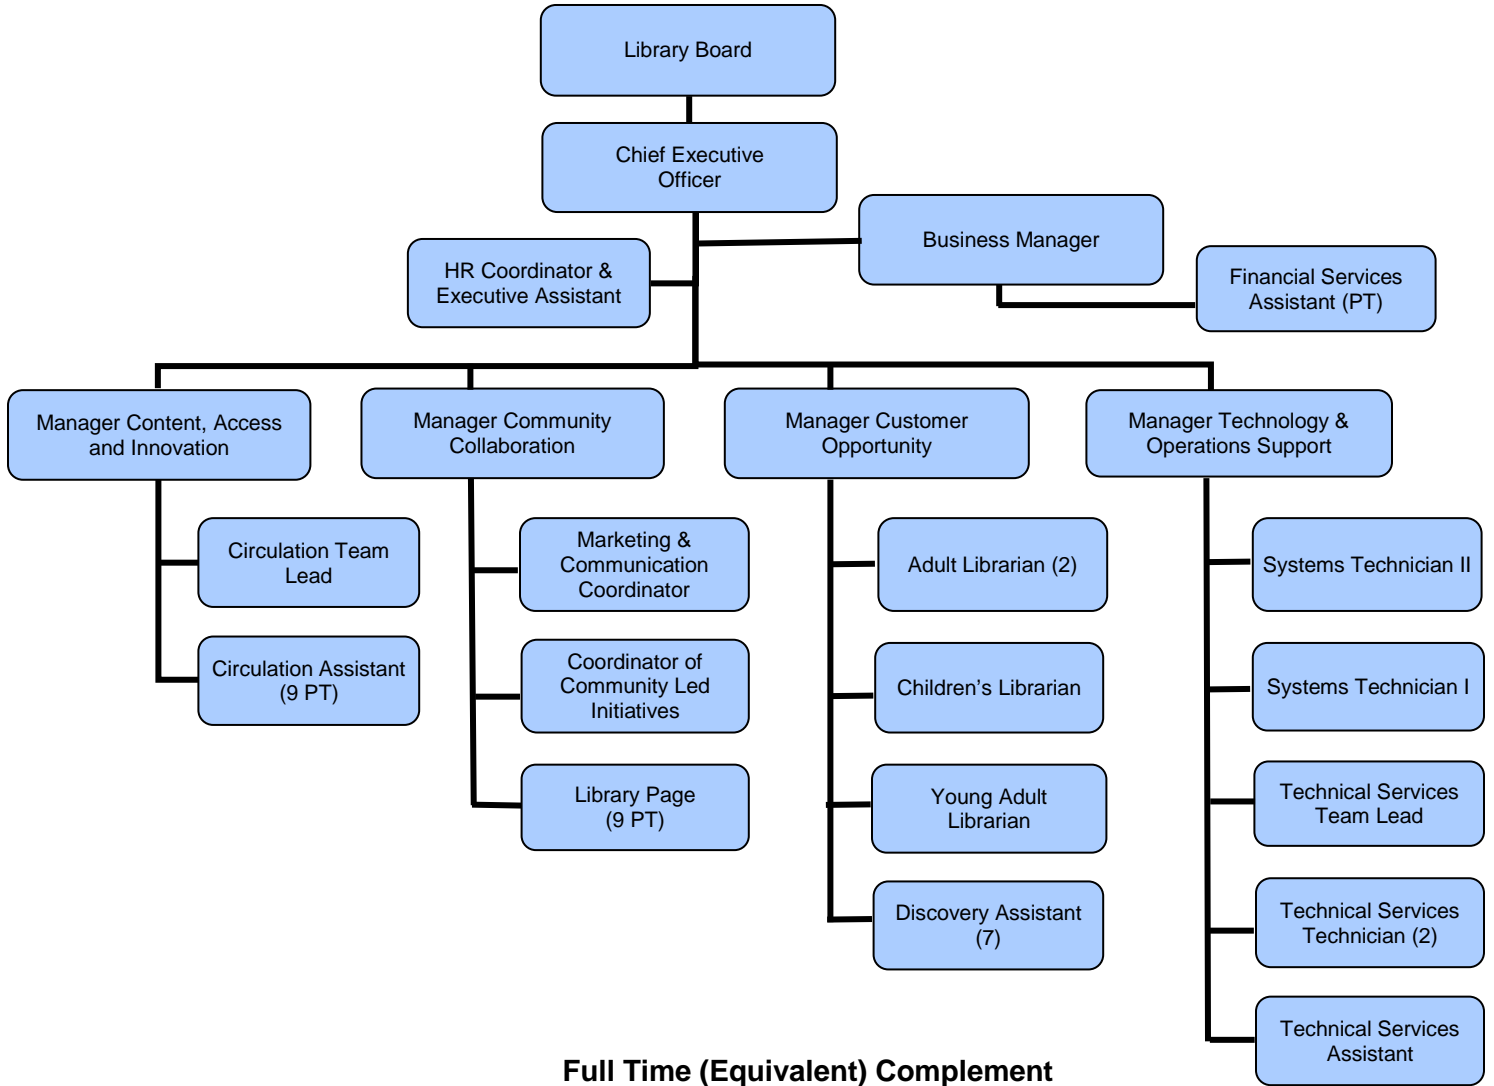 Library Board
Chief Executive
Officer
Business Manager
HR Coordinator &
Executive Assistant
Financial Services
Assistant (PT)
Manager Content, Access
and Innovation
Manager Community
Collaboration
Manager Customer
Opportunity
Manager Technology &
Operations Support
Circulation Team
Lead
Circulation Assistant
(9 PT)
Marketing &
Communication
Coordinator
Coordinator of
Community Led
Initiatives
Library Page
(9 PT)
Adult Librarian (2)
Children’s Librarian
Young Adult
Librarian
Discovery Assistant
(7)
Systems Technician II
Systems Technician I
Technical Services
Team Lead
Technical Services
Technician (2)
Technical Services
Assistant
Full Time (Equivalent) Complement